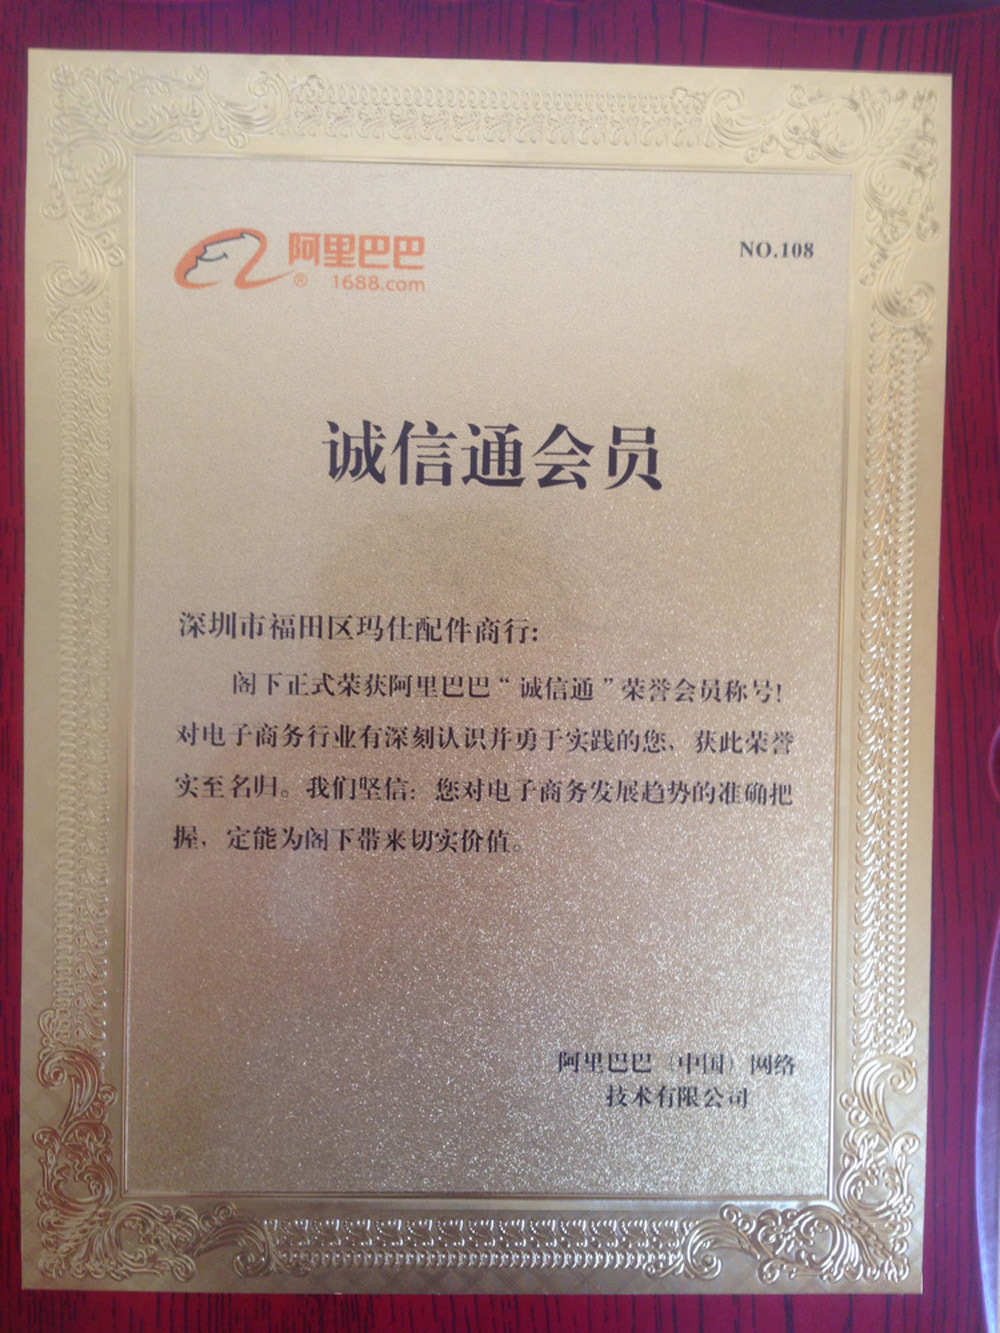 阿里巴巴
® 1688.com
NO.108
诚信通会员
深圳市福田区玛仕配件商行:
阁下正式荣获阿里巴巴“诚信通”荣誉会员称号!
对电子商务行业有深刻认识并勇于实践的您，获此荣誉
实至名归。我们坚信：您对电子商务发展趋势的准确把
握，定能为阁下带来切实价值。
阿里巴巴（中国）网络
技术有限公司